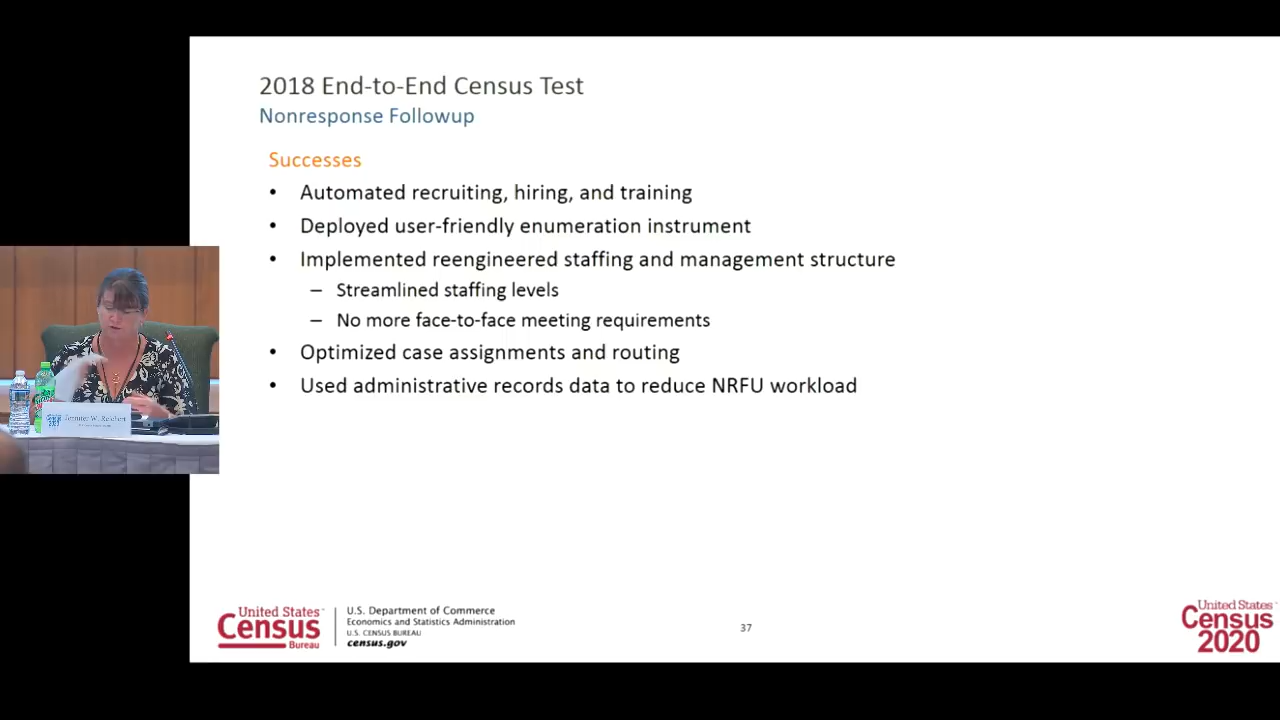 2018 End-to-End Census Test
Nonresponse Followup
Successes
• Automated recruiting, hiring, and training
• Deployed user-friendly enumeration instrument
• Implemented reengineered staffing and management structure
– Streamlined staffing levels
– No more face-to-face meeting requirements
• Optimized case assignments and routing
• Used administrative records data to reduce NRFU workload
Jennifer W. Reichert
United States
Census
Bureau
U.S. Department of Commerce
Economics and Statistics Administration
U.S. CENSUS BUREAU
census.gov
37
United States
Census
2020